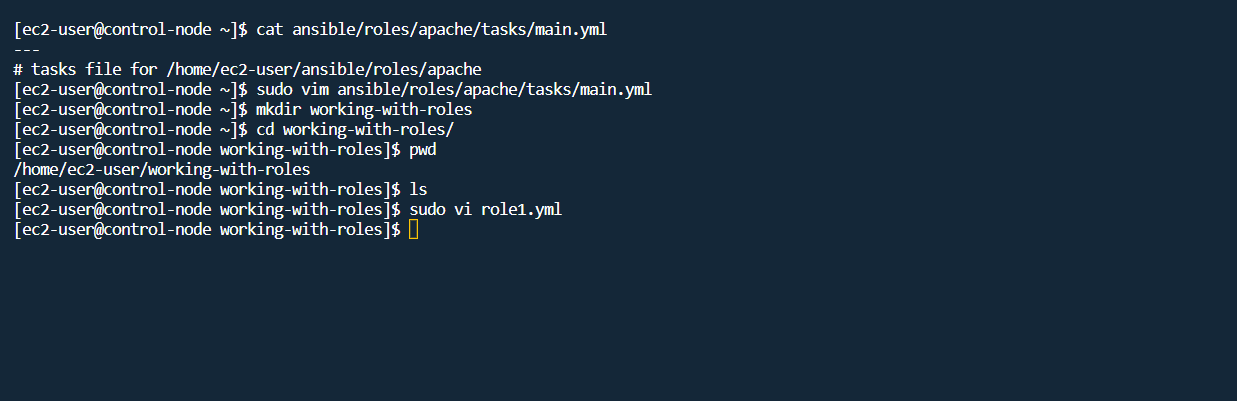 [ec2-user@control-node ~]$ cat ansible/roles/apache/tasks/main.yml
---
# tasks file for /home/ec2-user/ansible/roles/apache
[ec2-user@control-node ~]$ sudo vim ansible/roles/apache/tasks/main.yml
[ec2-user@control-node ~]$ mkdir working-with-roles
[ec2-user@control-node ~]$ cd working-with-roles/
[ec2-user@control-node working-with-roles]$ pwd
/home/ec2-user/working-with-roles
[ec2-user@control-node working-with-roles]$ ls
[ec2-user@control-node working-with-roles]$ sudo vi role1.yml
[ec2-user@control-node working-with-roles]$